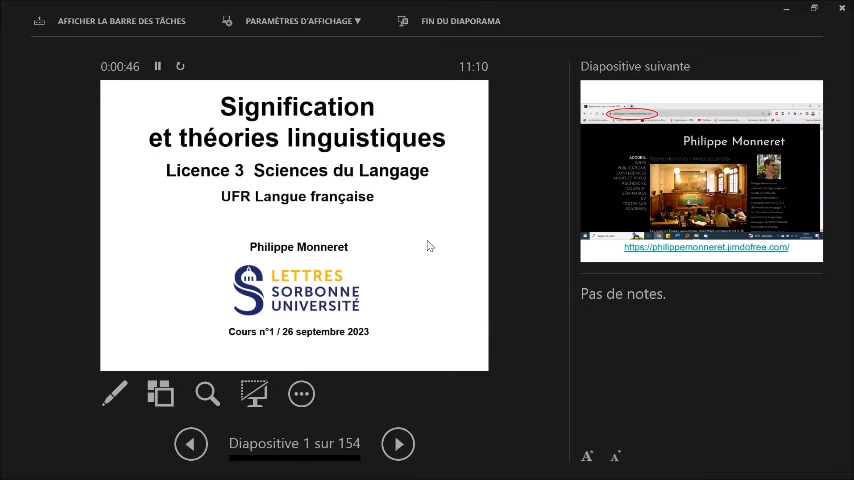 AFFICHER LA BARRE DES TÂCHES PARAMÈTRES D'AFFICHAGE ▼ FIN DU DIAPORAMA
0:00:46 11:10
Signification
et théories linguistiques
Licence 3 Sciences du Langage
UFR Langue française
Philippe Monneret
LETTRES
SORBONNE
UNIVERSITÉ
Cours n°1 / 26 septembre 2023
Diapositive 1 sur 154
Diapositive suivante
Philippe Monneret
ACCUEIL
https://philippemonneret.jimdofree.com/
Pas de notes.
A A